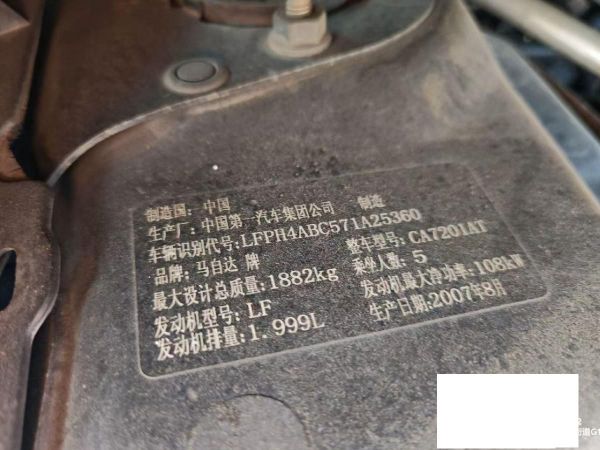 制造国: 中国
生产厂: 中国第一汽车集团公司 制造
车辆识别代号:LFPH4ABC571A25360
品牌: 马自达 牌 整车型号: CA7201AT
最大设计总质量:1882kg 乘坐人数: 5
发动机型号: LF 发动机最大净功率:108kW
发动机排量:1.999L 生产日期:2007年8月
街道G1